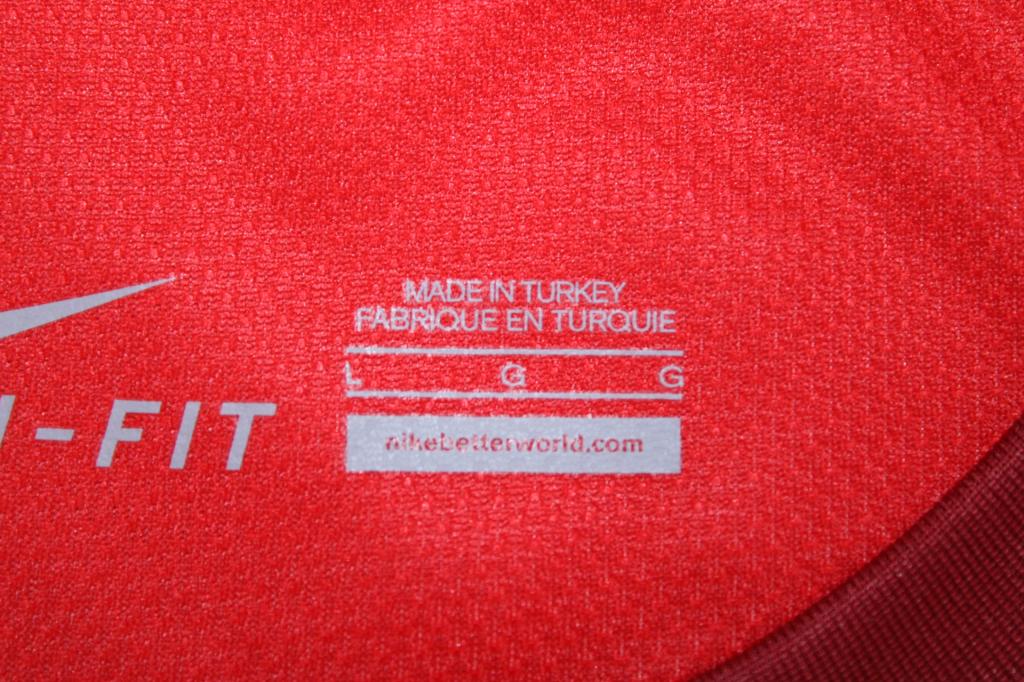 MADE IN TURKEY
FABRIQUE EN TURQUIE
L G G
-FIT
nikebetterworld.com